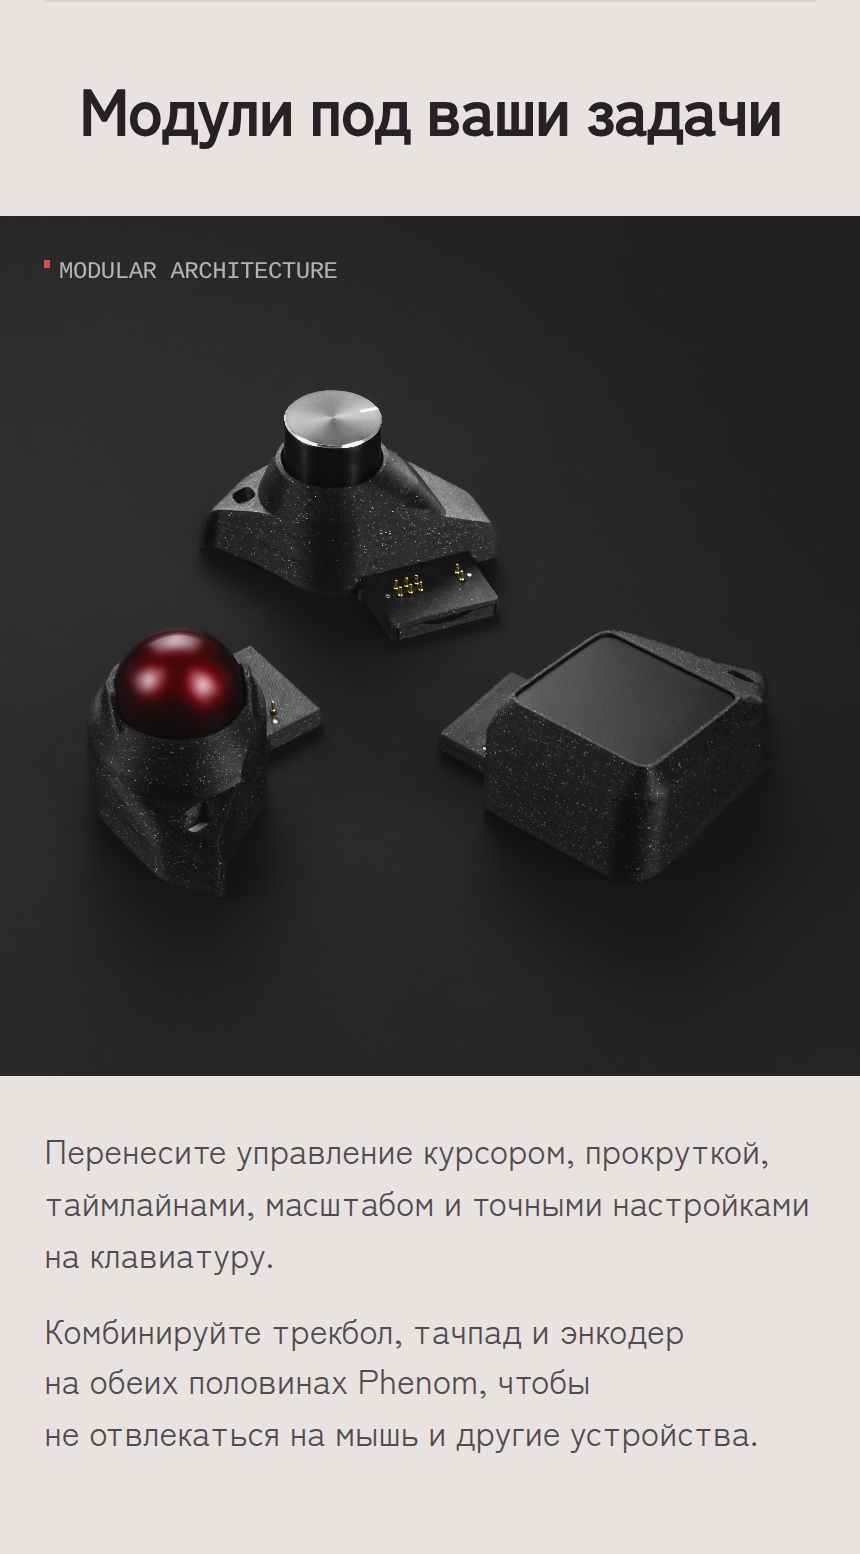 Модули под ваши задачи
MODULAR ARCHITECTURE
Перенесите управление курсором, прокруткой,
таймлайнами, масштабом и точными настройками
на клавиатуру.
Комбинируйте трекбол, тачпад и энкодер
на обеих половинах Phenom, чтобы
не отвлекаться на мышь и другие устройства.